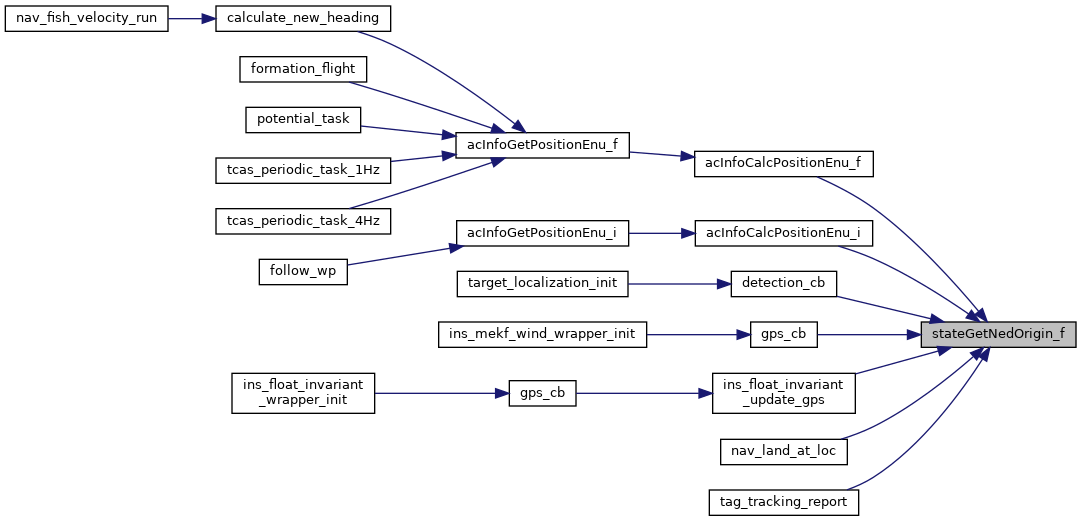 nav_fish_velocity_run
calculate_new_heading
formation_flight
potential_task
acInfoGetPositionEnu_f
acInfoCalcPositionEnu_f
tcas_periodic_task_1Hz
tcas_periodic_task_4Hz
acInfoGetPositionEnu_i
acInfoCalcPositionEnu_i
follow_wp
target_localization_init
detection_cb
ins_mekf_wind_wrapper_init
gps_cb
stateGetNedOrigin_f
ins_float_invariant
_wrapper_init
gps_cb
ins_float_invariant
_update_gps
nav_land_at_loc
tag_tracking_report